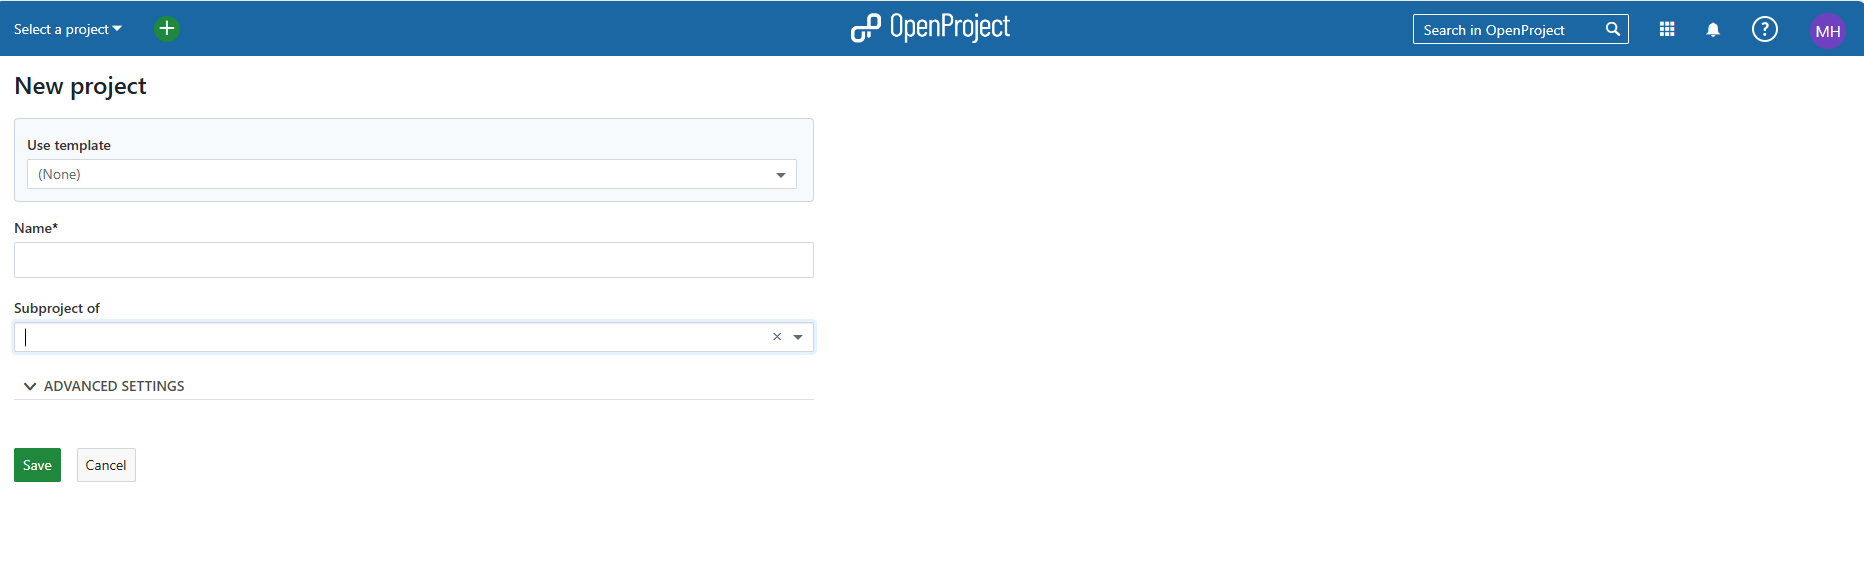 Select a project
OpenProject
Search in OpenProject
?
MH
New project
Use template
(None)
Name*
Subproject of
ADVANCED SETTINGS
Save
Cancel